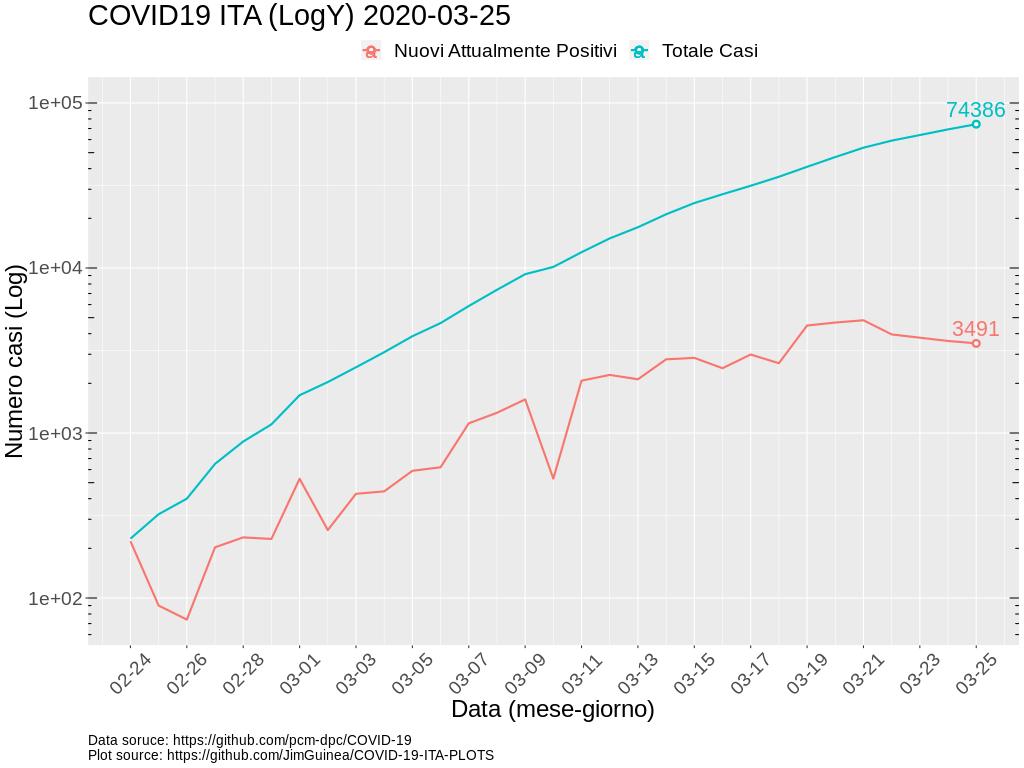 COVID19 ITA (LogY) 2020-03-25
Nuovi Attualmente Positivi
Totale Casi
1e+05
74386
1e+04
3491
1e+03
1e+02
Numero casi (Log)
02-24
02-26
02-28
03-01
03-03
03-05
03-07
03-09
03-11
03-13
03-15
03-17
03-19
03-21
03-23
03-25
Data (mese-giorno)
Data soruce: https://github.com/pcm-dpc/COVID-19
Plot source: https://github.com/JimGuinea/COVID-19-ITA-PLOTS